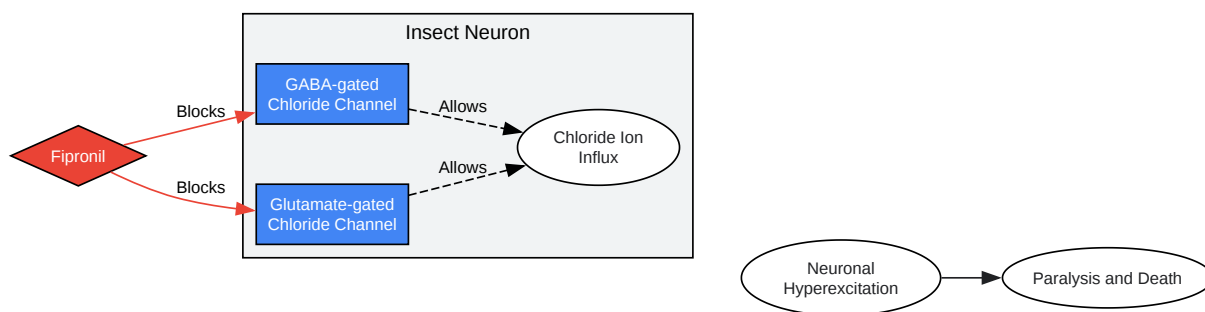 Insect Neuron
GABA-gated
Chloride Channel
Blocks
Allows
Fipronil
Chloride Ion
Influx
Blocks
Allows
Glutamate-gated
Chloride Channel
Neuronal
Hyperexcitation
Paralysis and Death